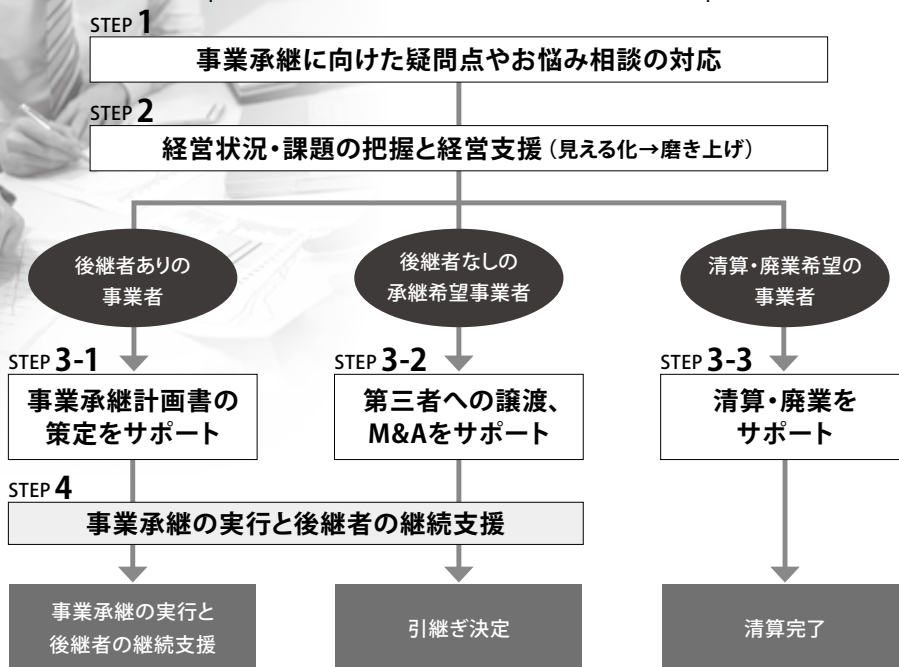 STEP 1
事業承継に向けた疑問点やお悩み相談の対応
STEP 2
経営状況・課題の把握と経営支援（見える化→磨き上げ）
後継者ありの
事業者
後継者なしの
承継希望事業者
清算・廃業希望の
事業者
STEP 3-1
事業承継計画書の
策定をサポート
STEP 3-2
第三者への譲渡、
M&Aをサポート
STEP 3-3
清算・廃業を
サポート
STEP 4
事業承継の実行と後継者の継続支援
事業承継の実行と
後継者の継続支援
引継ぎ決定
清算完了